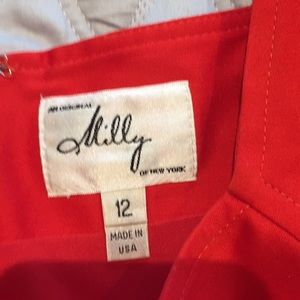 AN ORIGINAL
Milly
OF NEW YORK
12
MADE IN
USA